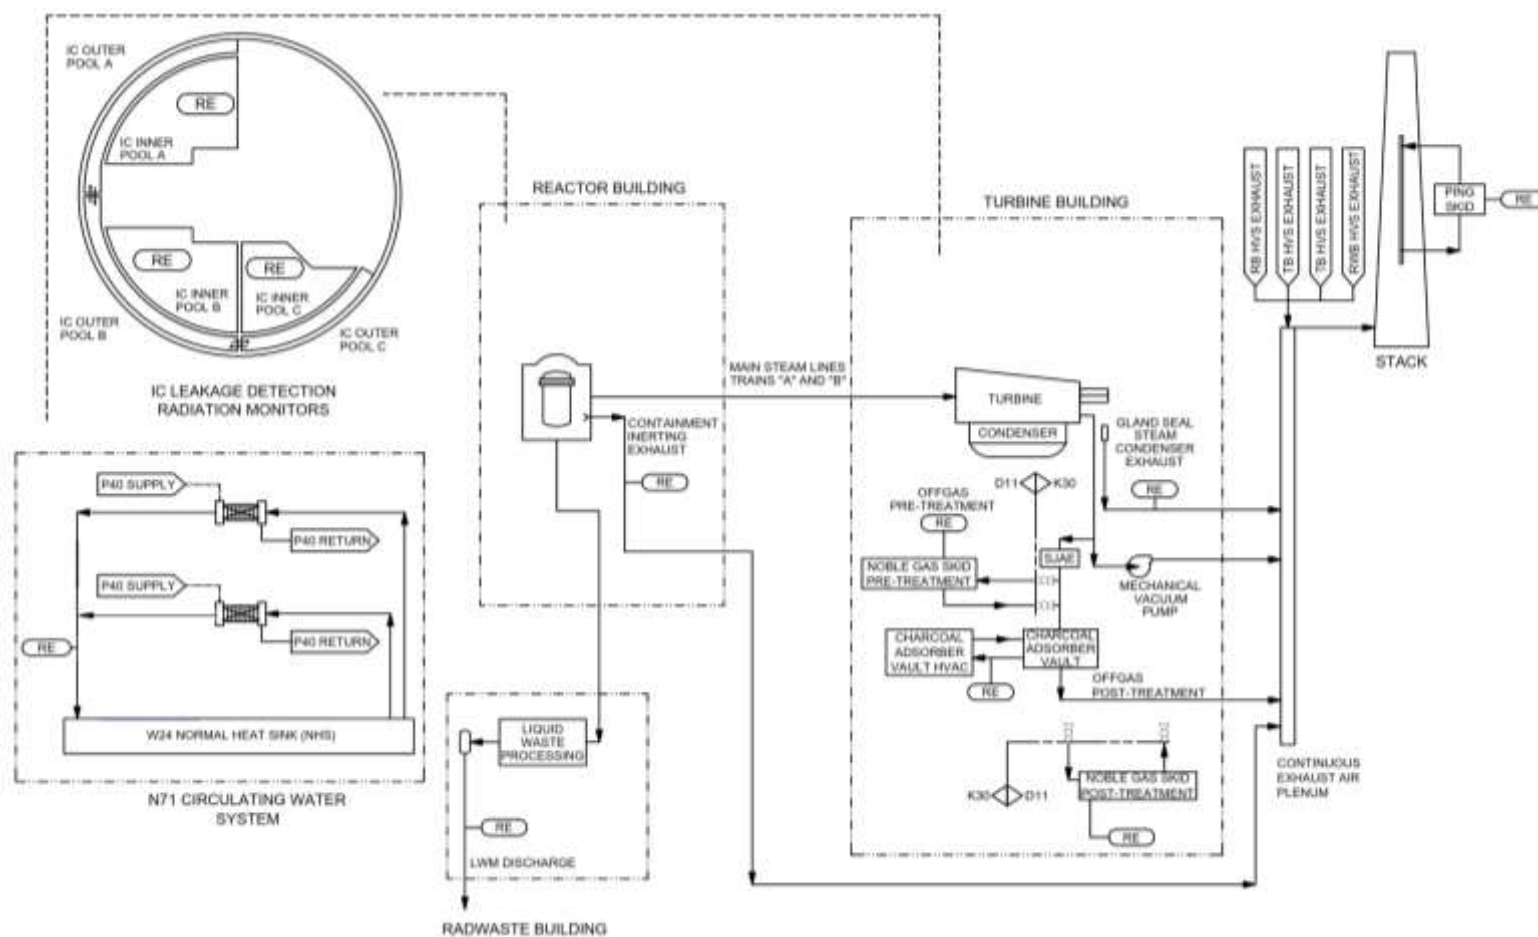 IC OUTER
POOL A
RE
IC INNER
POOL A
RE
RE
IC INNER
POOL B
IC INNER
POOL C
IC OUTER
POOL B
IC OUTER
POOL C
IC LEAKAGE DETECTION
RADIATION MONITORS
P40 SUPPLY
P40 RETURN
P40 SUPPLY
P40 RETURN
RE
W24 NORMAL HEAT SINK (NHS)
N71 CIRCULATING WATER
SYSTEM
REACTOR BUILDING
CONTAINMENT
INERTING
EXHAUST
RE
MAIN STEAM LINES
TRAINS "A" AND "B"
LIQUID
WASTE
PROCESSING
RE
LWM DISCHARGE
RADWASTE BUILDING
TURBINE BUILDING
TURBINE
CONDENSER
GLAND SEAL
STEAM
CONDENSER
EXHAUST
RE
D11
K30
OFFGAS
PRE-TREATMENT
RE
SJAE
NOBLE GAS SKID
PRE-TREATMENT
MECHANICAL
VACUUM
PUMP
CHARCOAL
ADSORBER
VAULT HVAC
CHARCOAL
ADSORBER
VAULT
RE
OFFGAS
POST-TREATMENT
K30
D11
NOBLE GAS SKID
POST-TREATMENT
RE
RB HVS EXHAUST
TB HVS EXHAUST
TB HVS EXHAUST
RWB HVS EXHAUST
PING
SKID
RE
STACK
CONTINUOUS
EXHAUST AIR
PLENUM